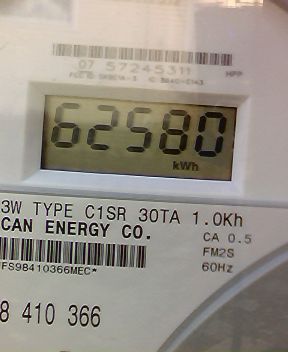 07 57245311 HPP
62580
kWh
3W TYPE C1SR 30TA 1.0Kh
CAN ENERGY CO.
CA 0.5
FM2S
60Hz
FS98410366MEC*
8 410 366